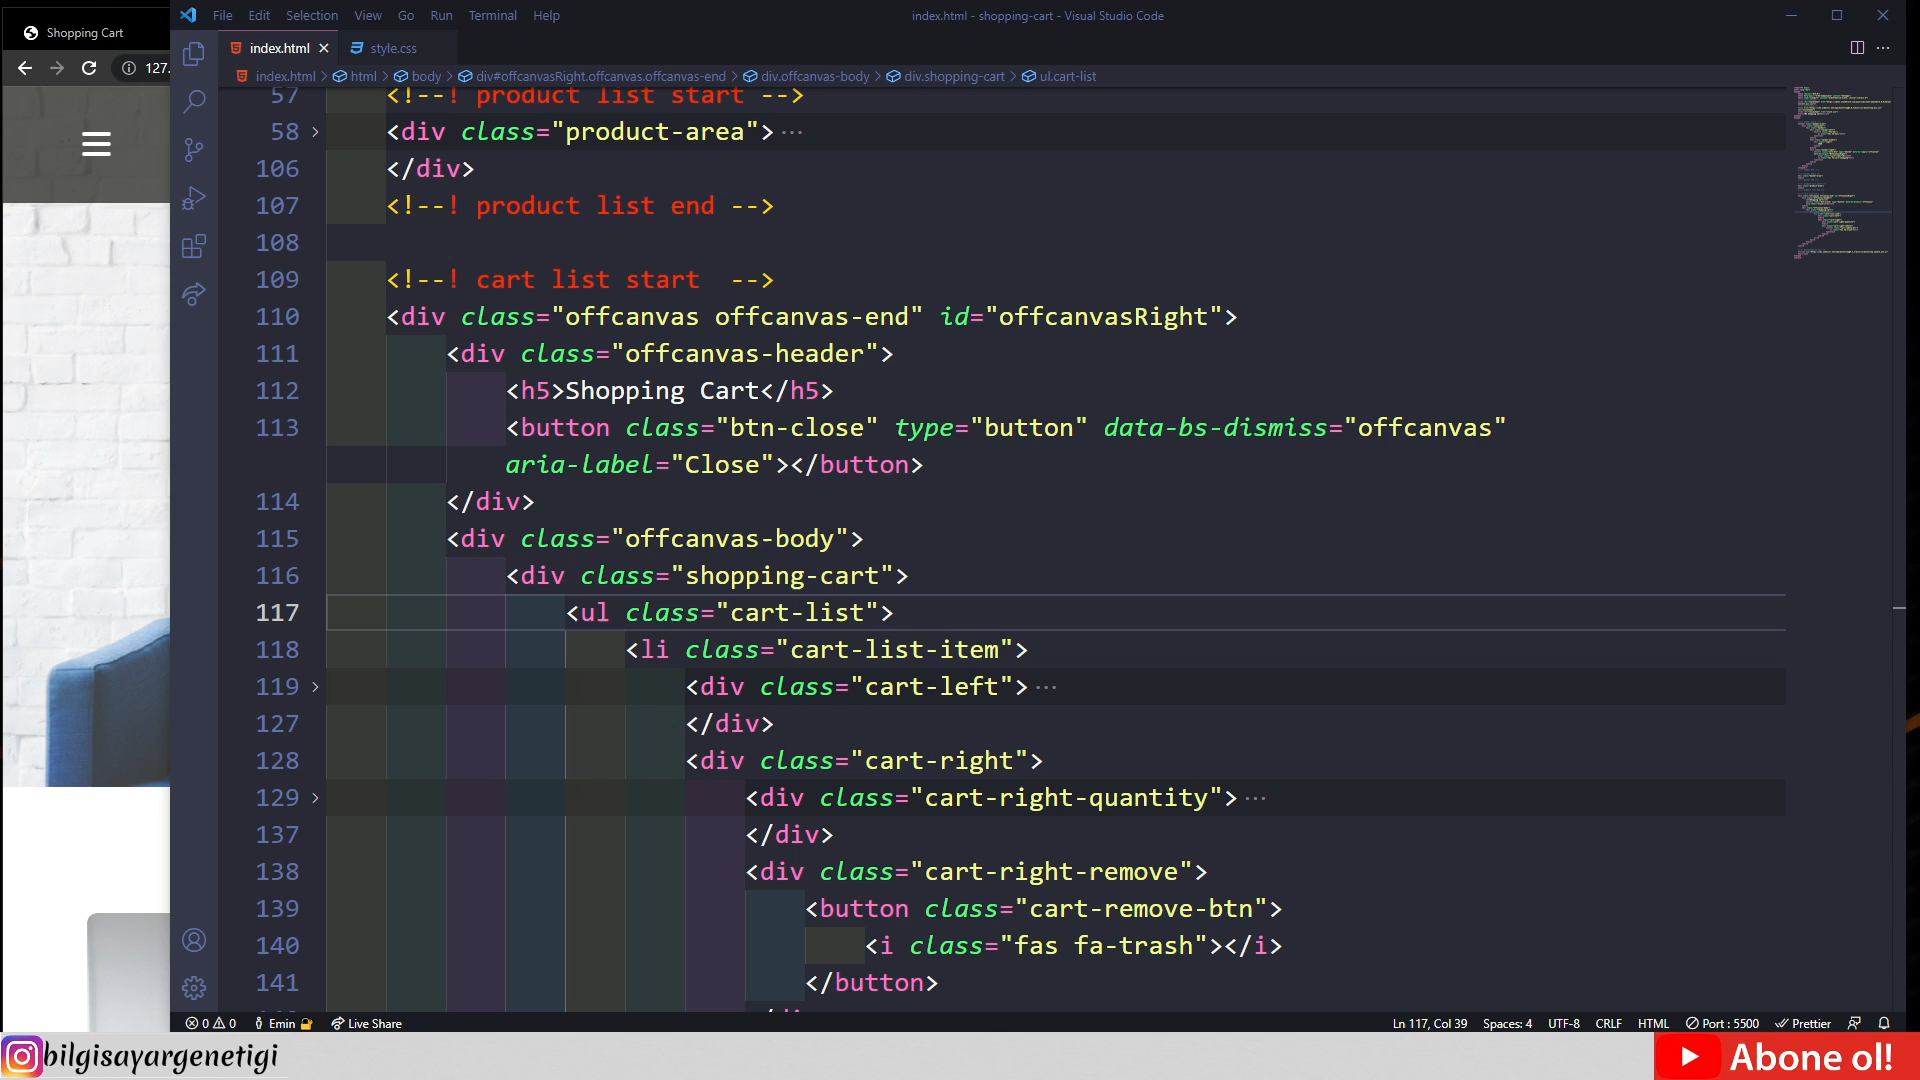 Shopping Cart
127.
File Edit Selection View Go Run Terminal Help
index.html - shopping-cart - Visual Studio Code
index.html
style.css
index.html > html > body > div#offcanvasRight.offcanvas.offcanvas-end > div.offcanvas-body > div.shopping-cart > ul.cart-list
57 <!--! product list start -->
58 <div class="product-area">···
106 </div>
107 <!--! product list end -->
108
109 <!--! cart list start  -->
110 <div class="offcanvas offcanvas-end" id="offcanvasRight">
111 <div class="offcanvas-header">
112 <h5>Shopping Cart</h5>
113 <button class="btn-close" type="button" data-bs-dismiss="offcanvas"
aria-label="Close"></button>
114 </div>
115 <div class="offcanvas-body">
116 <div class="shopping-cart">
117 <ul class="cart-list">
118 <li class="cart-list-item">
119 <div class="cart-left">···
127 </div>
128 <div class="cart-right">
129 <div class="cart-right-quantity">···
137 </div>
138 <div class="cart-right-remove">
139 <button class="cart-remove-btn">
140 <i class="fas fa-trash"></i>
141 </button>
0 0 Emin Live Share
Ln 117, Col 39 Spaces: 4 UTF-8 CRLF HTML Port : 5500 Prettier
bilgisayargenetigi
Abone ol!